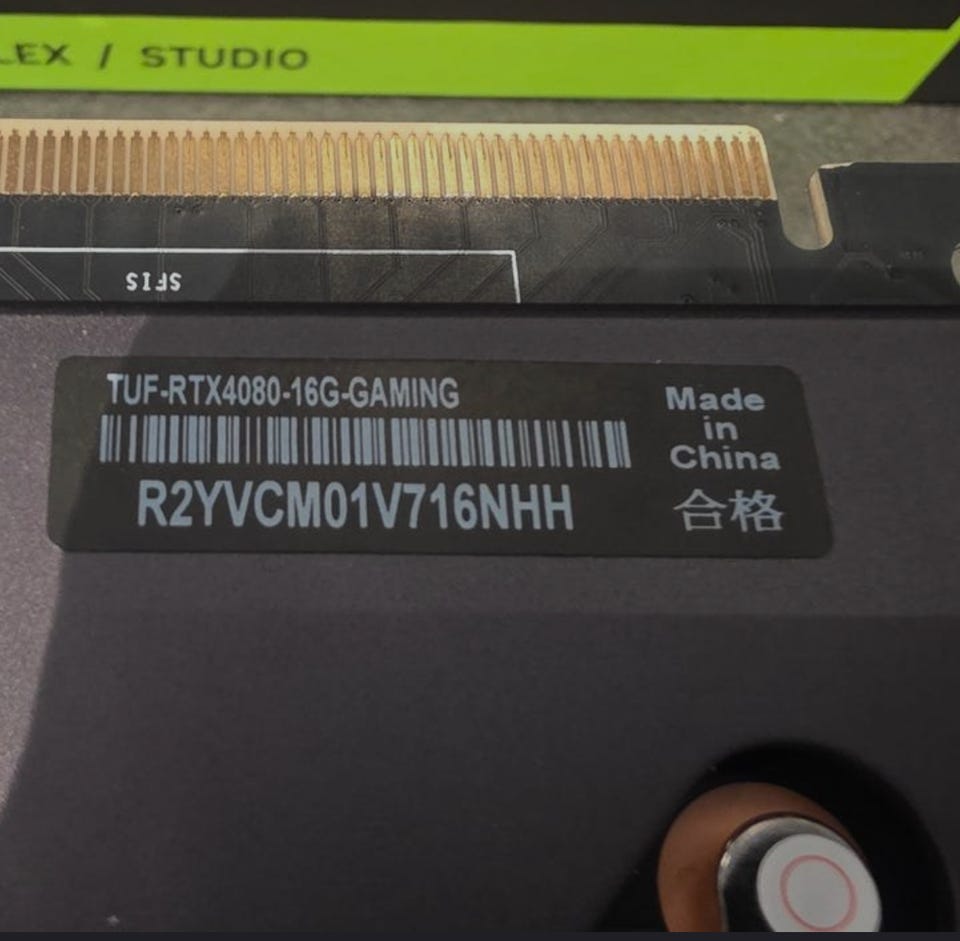 LEX / STUDIO
SFIS
TUF-RTX4080-16G-GAMING
R2YVCM01V716NHH
Made
in
China
合格